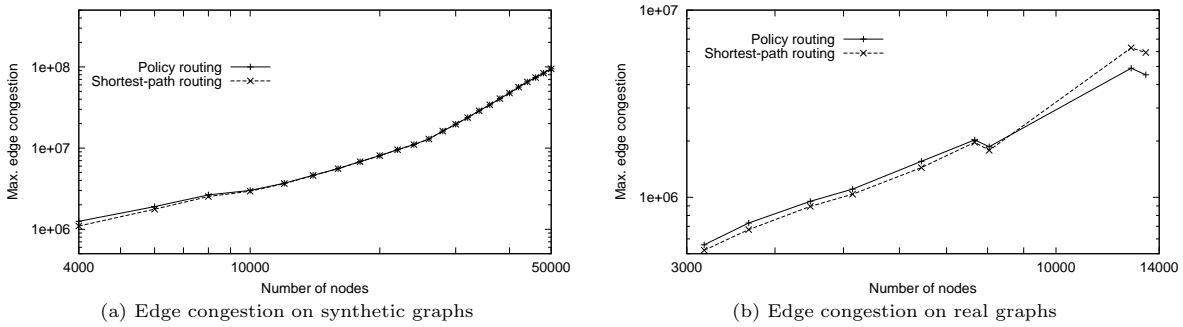 Max. edge congestion
1e+08
1e+07
1e+06
Policy routing
Shortest-path routing
4000
10000
50000
Number of nodes
(a) Edge congestion on synthetic graphs
Max. edge congestion
1e+07
1e+06
Policy routing
Shortest-path routing
3000
10000
14000
Number of nodes
(b) Edge congestion on real graphs